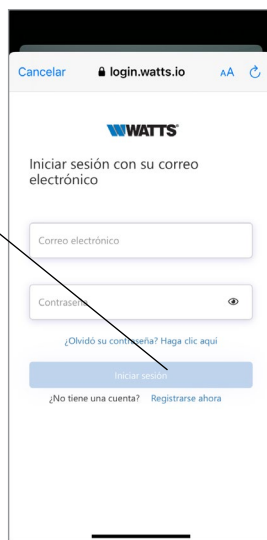 Cancelar login.watts.io AA
WATTS
Iniciar sesión con su correo
electrónico
Correo electrónico
Contraseña
¿Olvidó su contraseña? Haga clic aquí
Iniciar sesión
¿No tiene una cuenta? Registrarse ahora